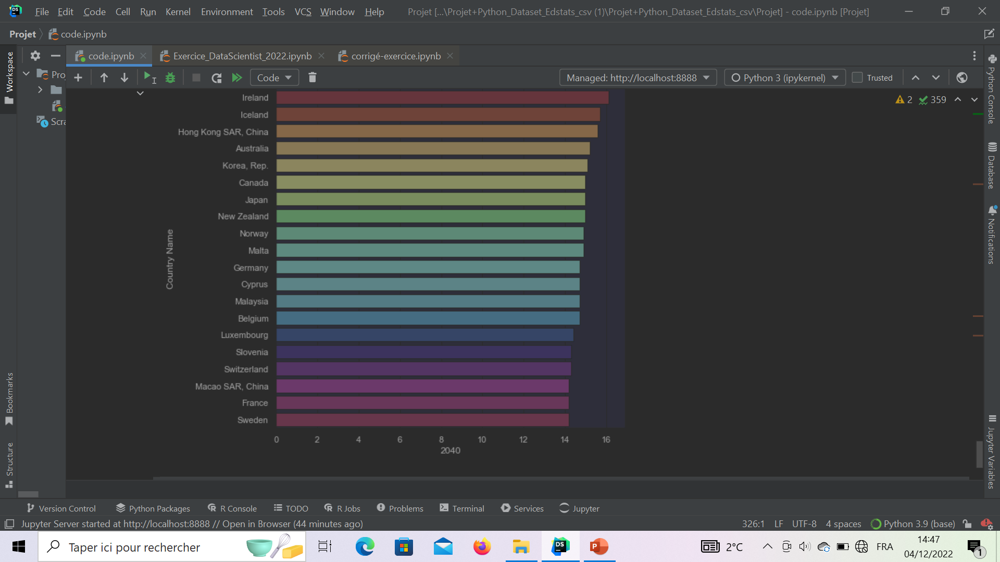 File Edit Code Cell Run Kernel Environment Tools VCS Window Help Projet [...\Projet+Python_Dataset_Edstats_csv (1)\Projet+Python_Dataset_Edstats_csv\Projet] - code.ipynb [Projet]
Projet code.ipynb
code.ipynb Exercice_DataScientist_2022.ipynb corrigé-exercice.ipynb
Code Managed: http://localhost:8888 Python 3 (ipykernel) Trusted
Workspace
Proj
Scra
Bookmarks
Structure
2 359
Country Name
Ireland
Iceland
Hong Kong SAR, China
Australia
Korea, Rep.
Canada
Japan
New Zealand
Norway
Malta
Germany
Cyprus
Malaysia
Belgium
Luxembourg
Slovenia
Switzerland
Macao SAR, China
France
Sweden
0 2 4 6 8 10 12 14 16
2040
Python Console
Database
Notifications
Jupyter Variables
Version Control Python Packages R Console TODO R Jobs Problems Terminal Services Jupyter
Jupyter Server started at http://localhost:8888 // Open in Browser (44 minutes ago) 326:1 LF UTF-8 4 spaces Python 3.9 (base)
Taper ici pour rechercher DS P 2°C FRA 14:47
04/12/2022 1